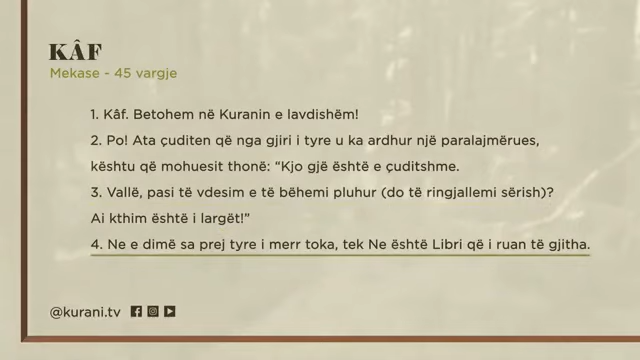 KÂF
Mekase - 45 vargje
1. Kâf. Betohem në Kuranin e lavdishëm!
2. Po! Ata çuditen që nga gjiri i tyre u ka ardhur një paralajmërues,
kështu që mohuesit thonë: “Kjo gjë është e çuditshme.
3. Vallë, pasi të vdesim e të bëhemi pluhur (do të ringjallemi sërish)?
Ai kthim është i largët!”
4. Ne e dimë sa prej tyre i merr toka, tek Ne është Libri që i ruan të gjitha.
@kurani.tv